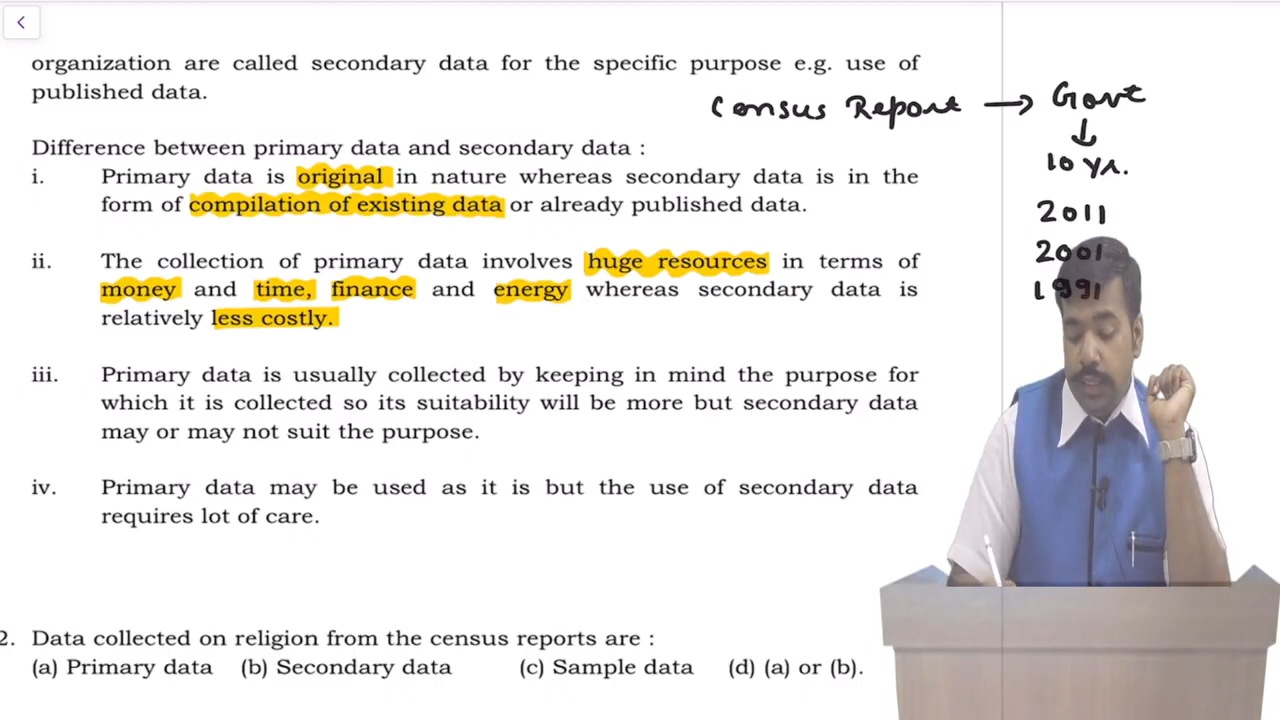 organization are called secondary data for the specific purpose e.g. use of
published data.
Census Report → Govt
↓
10 yr.
2011
2001
1991
Difference between primary data and secondary data :
i. Primary data is original in nature whereas secondary data is in the
form of compilation of existing data or already published data.
ii. The collection of primary data involves huge resources in terms of
money and time, finance and energy whereas secondary data is
relatively less costly.
iii. Primary data is usually collected by keeping in mind the purpose for
which it is collected so its suitability will be more but secondary data
may or may not suit the purpose.
iv. Primary data may be used as it is but the use of secondary data
requires lot of care.
2. Data collected on religion from the census reports are :
(a) Primary data (b) Secondary data (c) Sample data (d) (a) or (b).